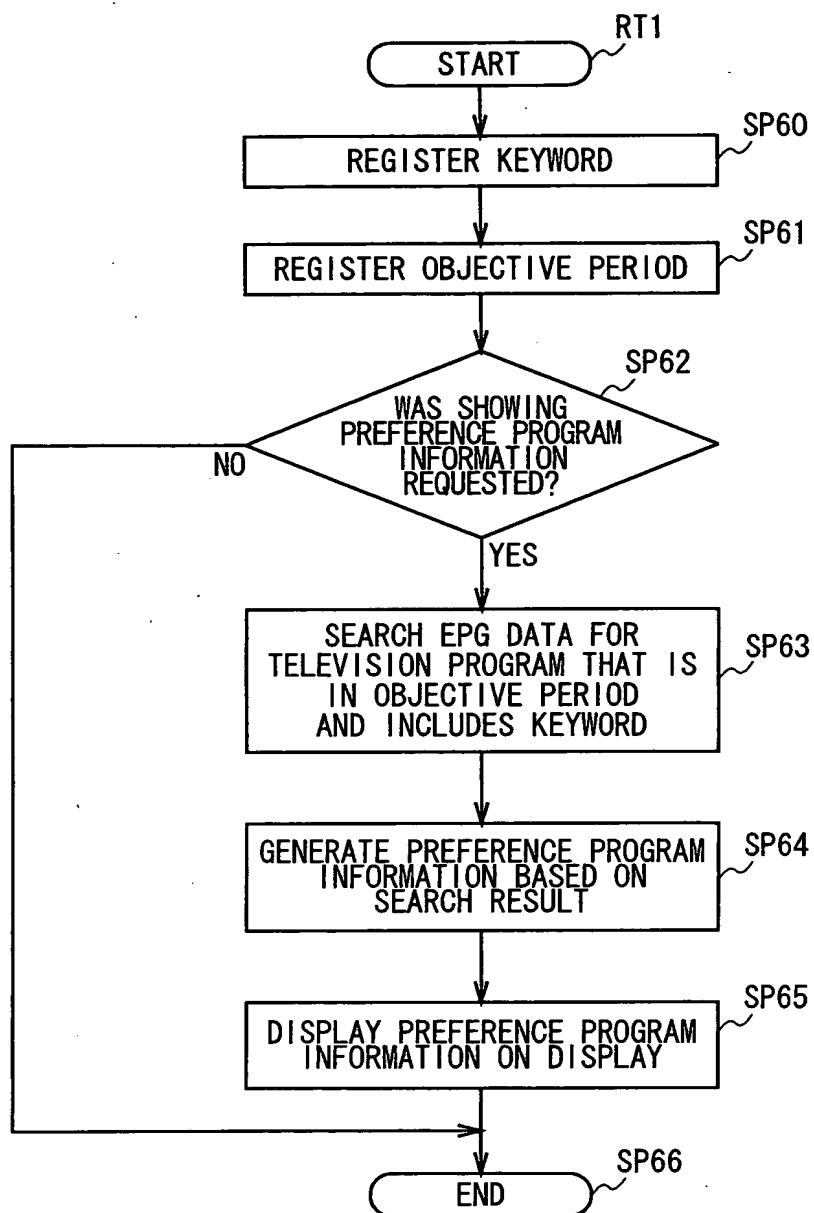 RT1
START
SP60
REGISTER KEYWORD
SP61
REGISTER OBJECTIVE PERIOD
SP62
WAS SHOWING
PREFERENCE PROGRAM
INFORMATION
REQUESTED?
NO
YES
SEARCH EPG DATA FOR
TELEVISION PROGRAM THAT IS
IN OBJECTIVE PERIOD
AND INCLUDES KEYWORD
SP63
GENERATE PREFERENCE PROGRAM
INFORMATION BASED ON
SEARCH RESULT
SP64
SP65
DISPLAY PREFERENCE PROGRAM
INFORMATION ON DISPLAY
SP66
END